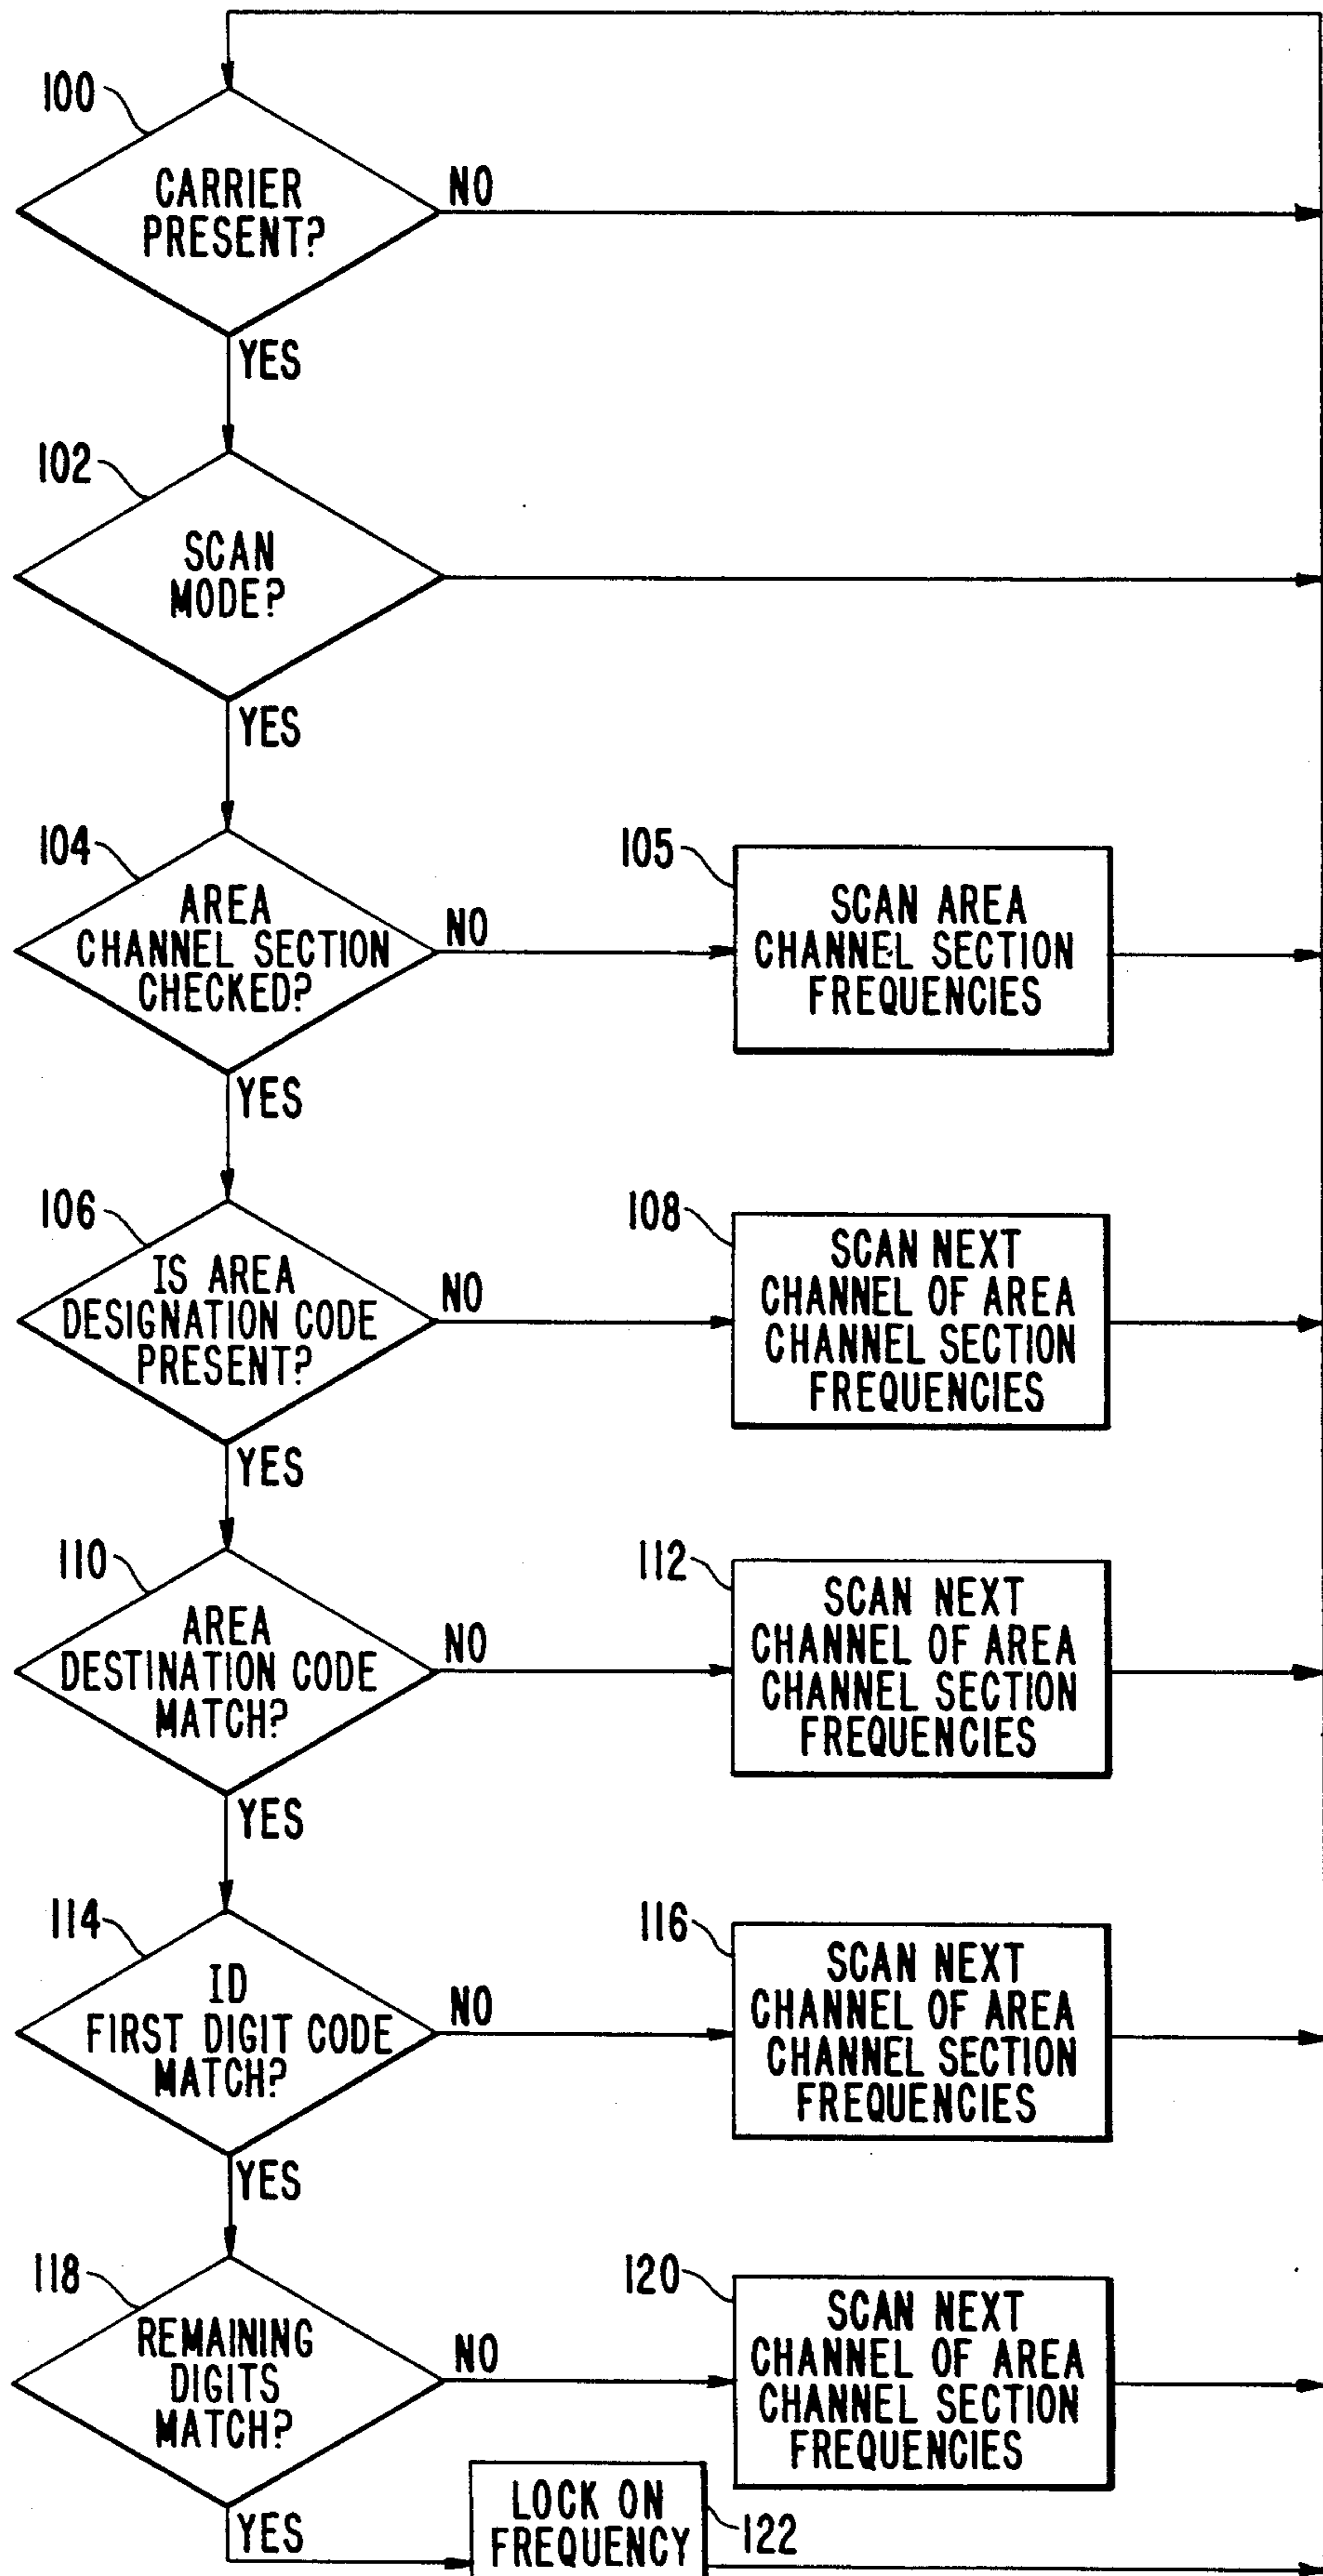 100
CARRIER
PRESENT?
NO
YES
102
SCAN
MODE?
YES
104
AREA
CHANNEL SECTION
CHECKED?
NO
105
SCAN AREA
CHANNEL SECTION
FREQUENCIES
YES
106
IS AREA
DESIGNATION CODE
PRESENT?
NO
108
SCAN NEXT
CHANNEL OF AREA
CHANNEL SECTION
FREQUENCIES
YES
110
AREA
DESTINATION CODE
MATCH?
NO
112
SCAN NEXT
CHANNEL OF AREA
CHANNEL SECTION
FREQUENCIES
YES
114
ID
FIRST DIGIT CODE
MATCH?
NO
116
SCAN NEXT
CHANNEL OF AREA
CHANNEL SECTION
FREQUENCIES
YES
118
REMAINING
DIGITS
MATCH?
NO
120
SCAN NEXT
CHANNEL OF AREA
CHANNEL SECTION
FREQUENCIES
YES
LOCK ON
FREQUENCY
122